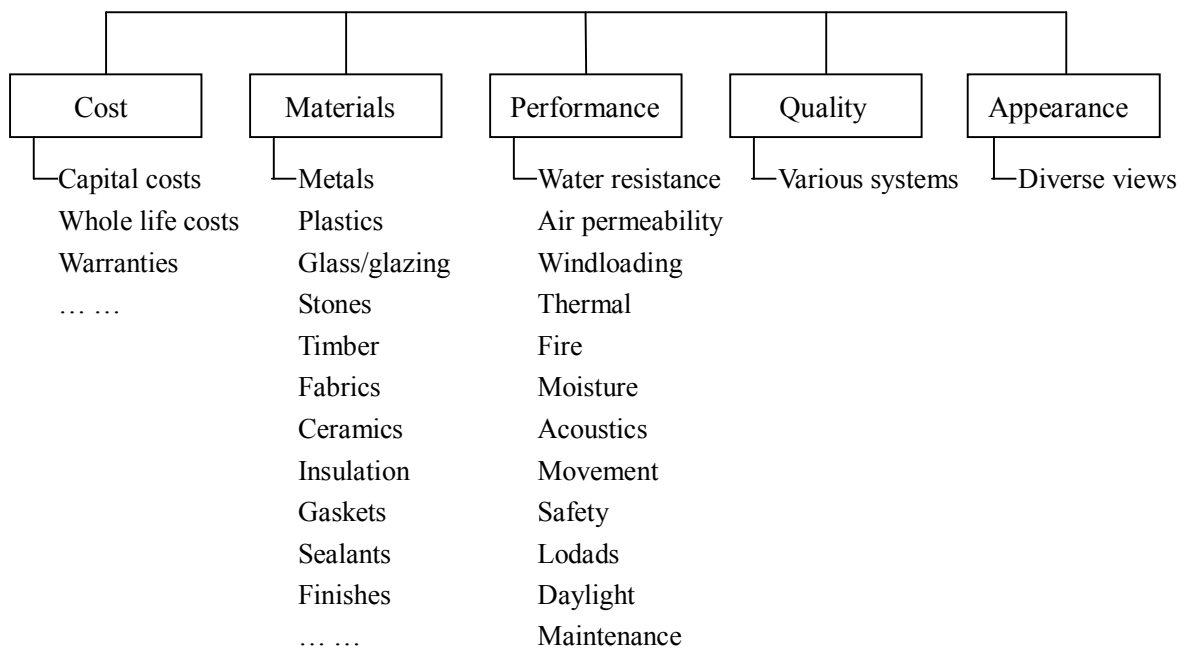 Cost
Materials
Performance
Quality
Appearance
Capital costs
Whole life costs
Warranties
… …
Metals
Plastics
Glass/glazing
Stones
Timber
Fabrics
Ceramics
Insulation
Gaskets
Sealants
Finishes
… …
Water resistance
Air permeability
Windloading
Thermal
Fire
Moisture
Acoustics
Movement
Safety
Lodads
Daylight
Maintenance
Various systems
Diverse views